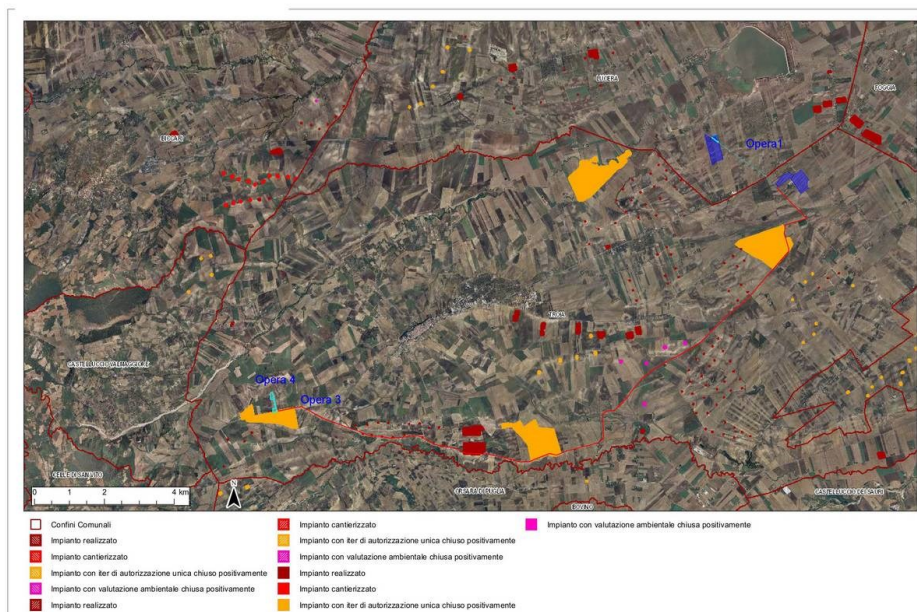 LUCERA
FOGGIA
BICCARI
Opera1
TROIA
CASTELLUCCIO VALMAGGIORE
Opera 4
Opera 3
CELLE DI SAN VITO
ORSARA DI PUGLIA
CASTELLUCCIO DEI SAURI
BOVINO
N
0 2 4 km
Confini Comunali
Impianto realizzato
Impianto cantierizzato
Impianto con iter di autorizzazione unica chiuso positivamente
Impianto con valutazione ambientale chiusa positivamente
Impianto realizzato
Impianto cantierizzato
Impianto con iter di autorizzazione unica chiuso positivamente
Impianto con valutazione ambientale chiusa positivamente
Impianto realizzato
Impianto cantierizzato
Impianto con iter di autorizzazione unica chiuso positivamente
Impianto con valutazione ambientale chiusa positivamente